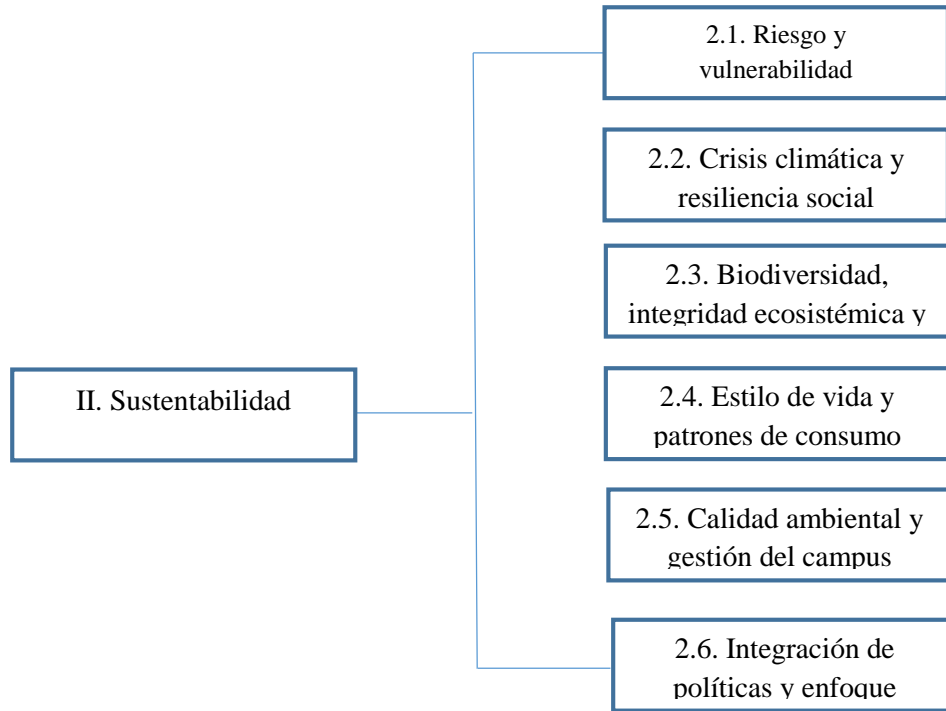 2.1. Riesgo y
vulnerabilidad
2.2. Crisis climática y
resiliencia social
2.3. Biodiversidad,
integridad ecosistémica y
II. Sustentabilidad
2.4. Estilo de vida y
patrones de consumo
2.5. Calidad ambiental y
gestión del campus
2.6. Integración de
políticas y enfoque